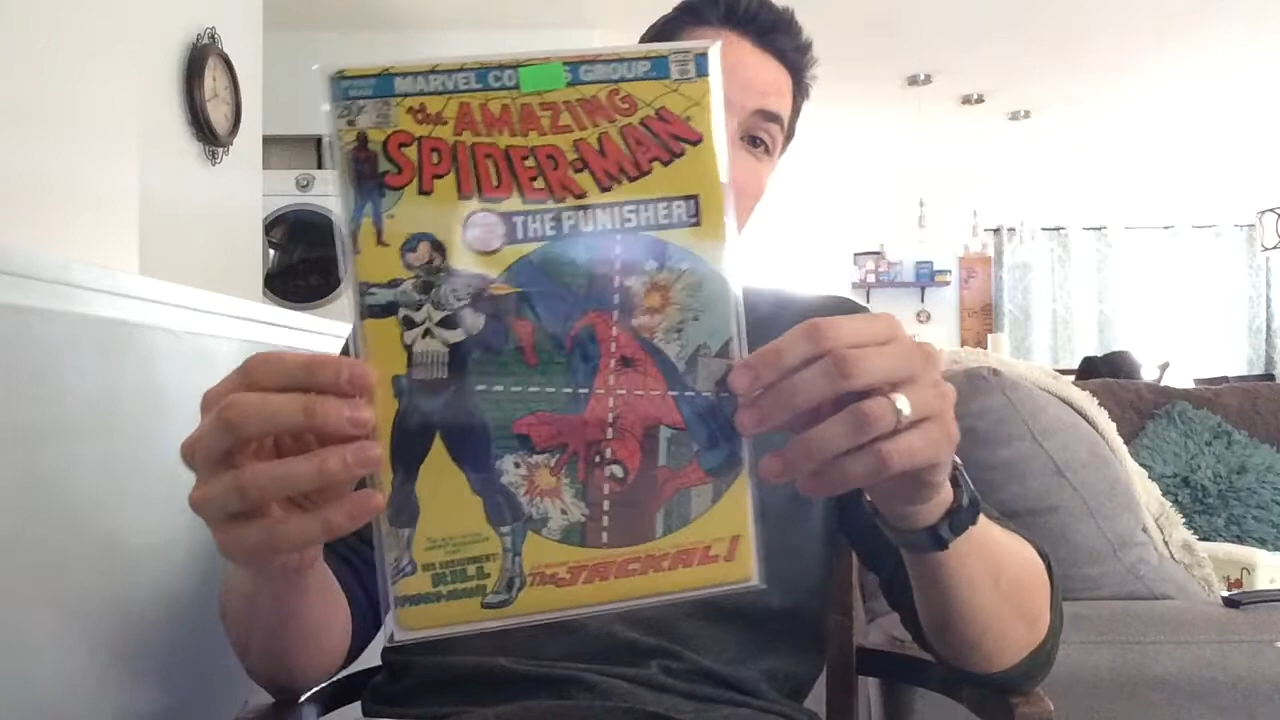 MARVEL CO S GROUP
the AMAZING
SPIDER-MAN
THE PUNISHER!
HIS ASSIGNMENT:
KILL
SPIDER-MAN!
THE JACKAL!